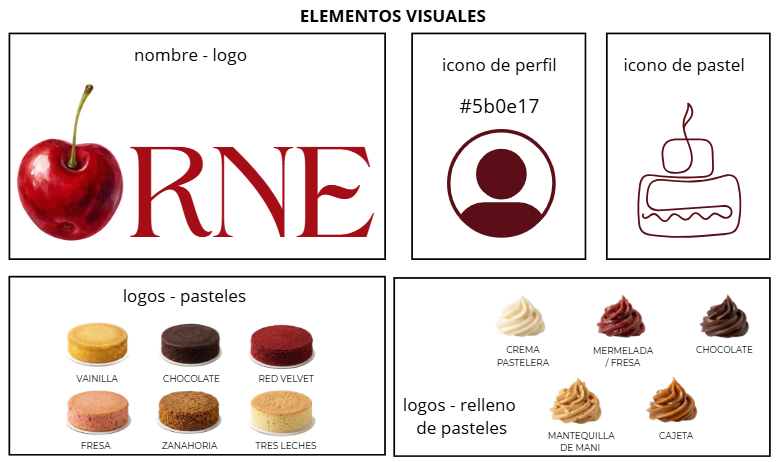 ELEMENTOS VISUALES
nombre - logo
RNE
icono de perfil
#5b0e17
icono de pastel
logos - pasteles
VAINILLA
CHOCOLATE
RED VELVET
FRESA
ZANAHORIA
TRES LECHES
CREMA
PASTELERA
MERMELADA
/ FRESA
CHOCOLATE
logos - relleno
de pasteles
MANTEQUILLA
DE MANI
CAJETA